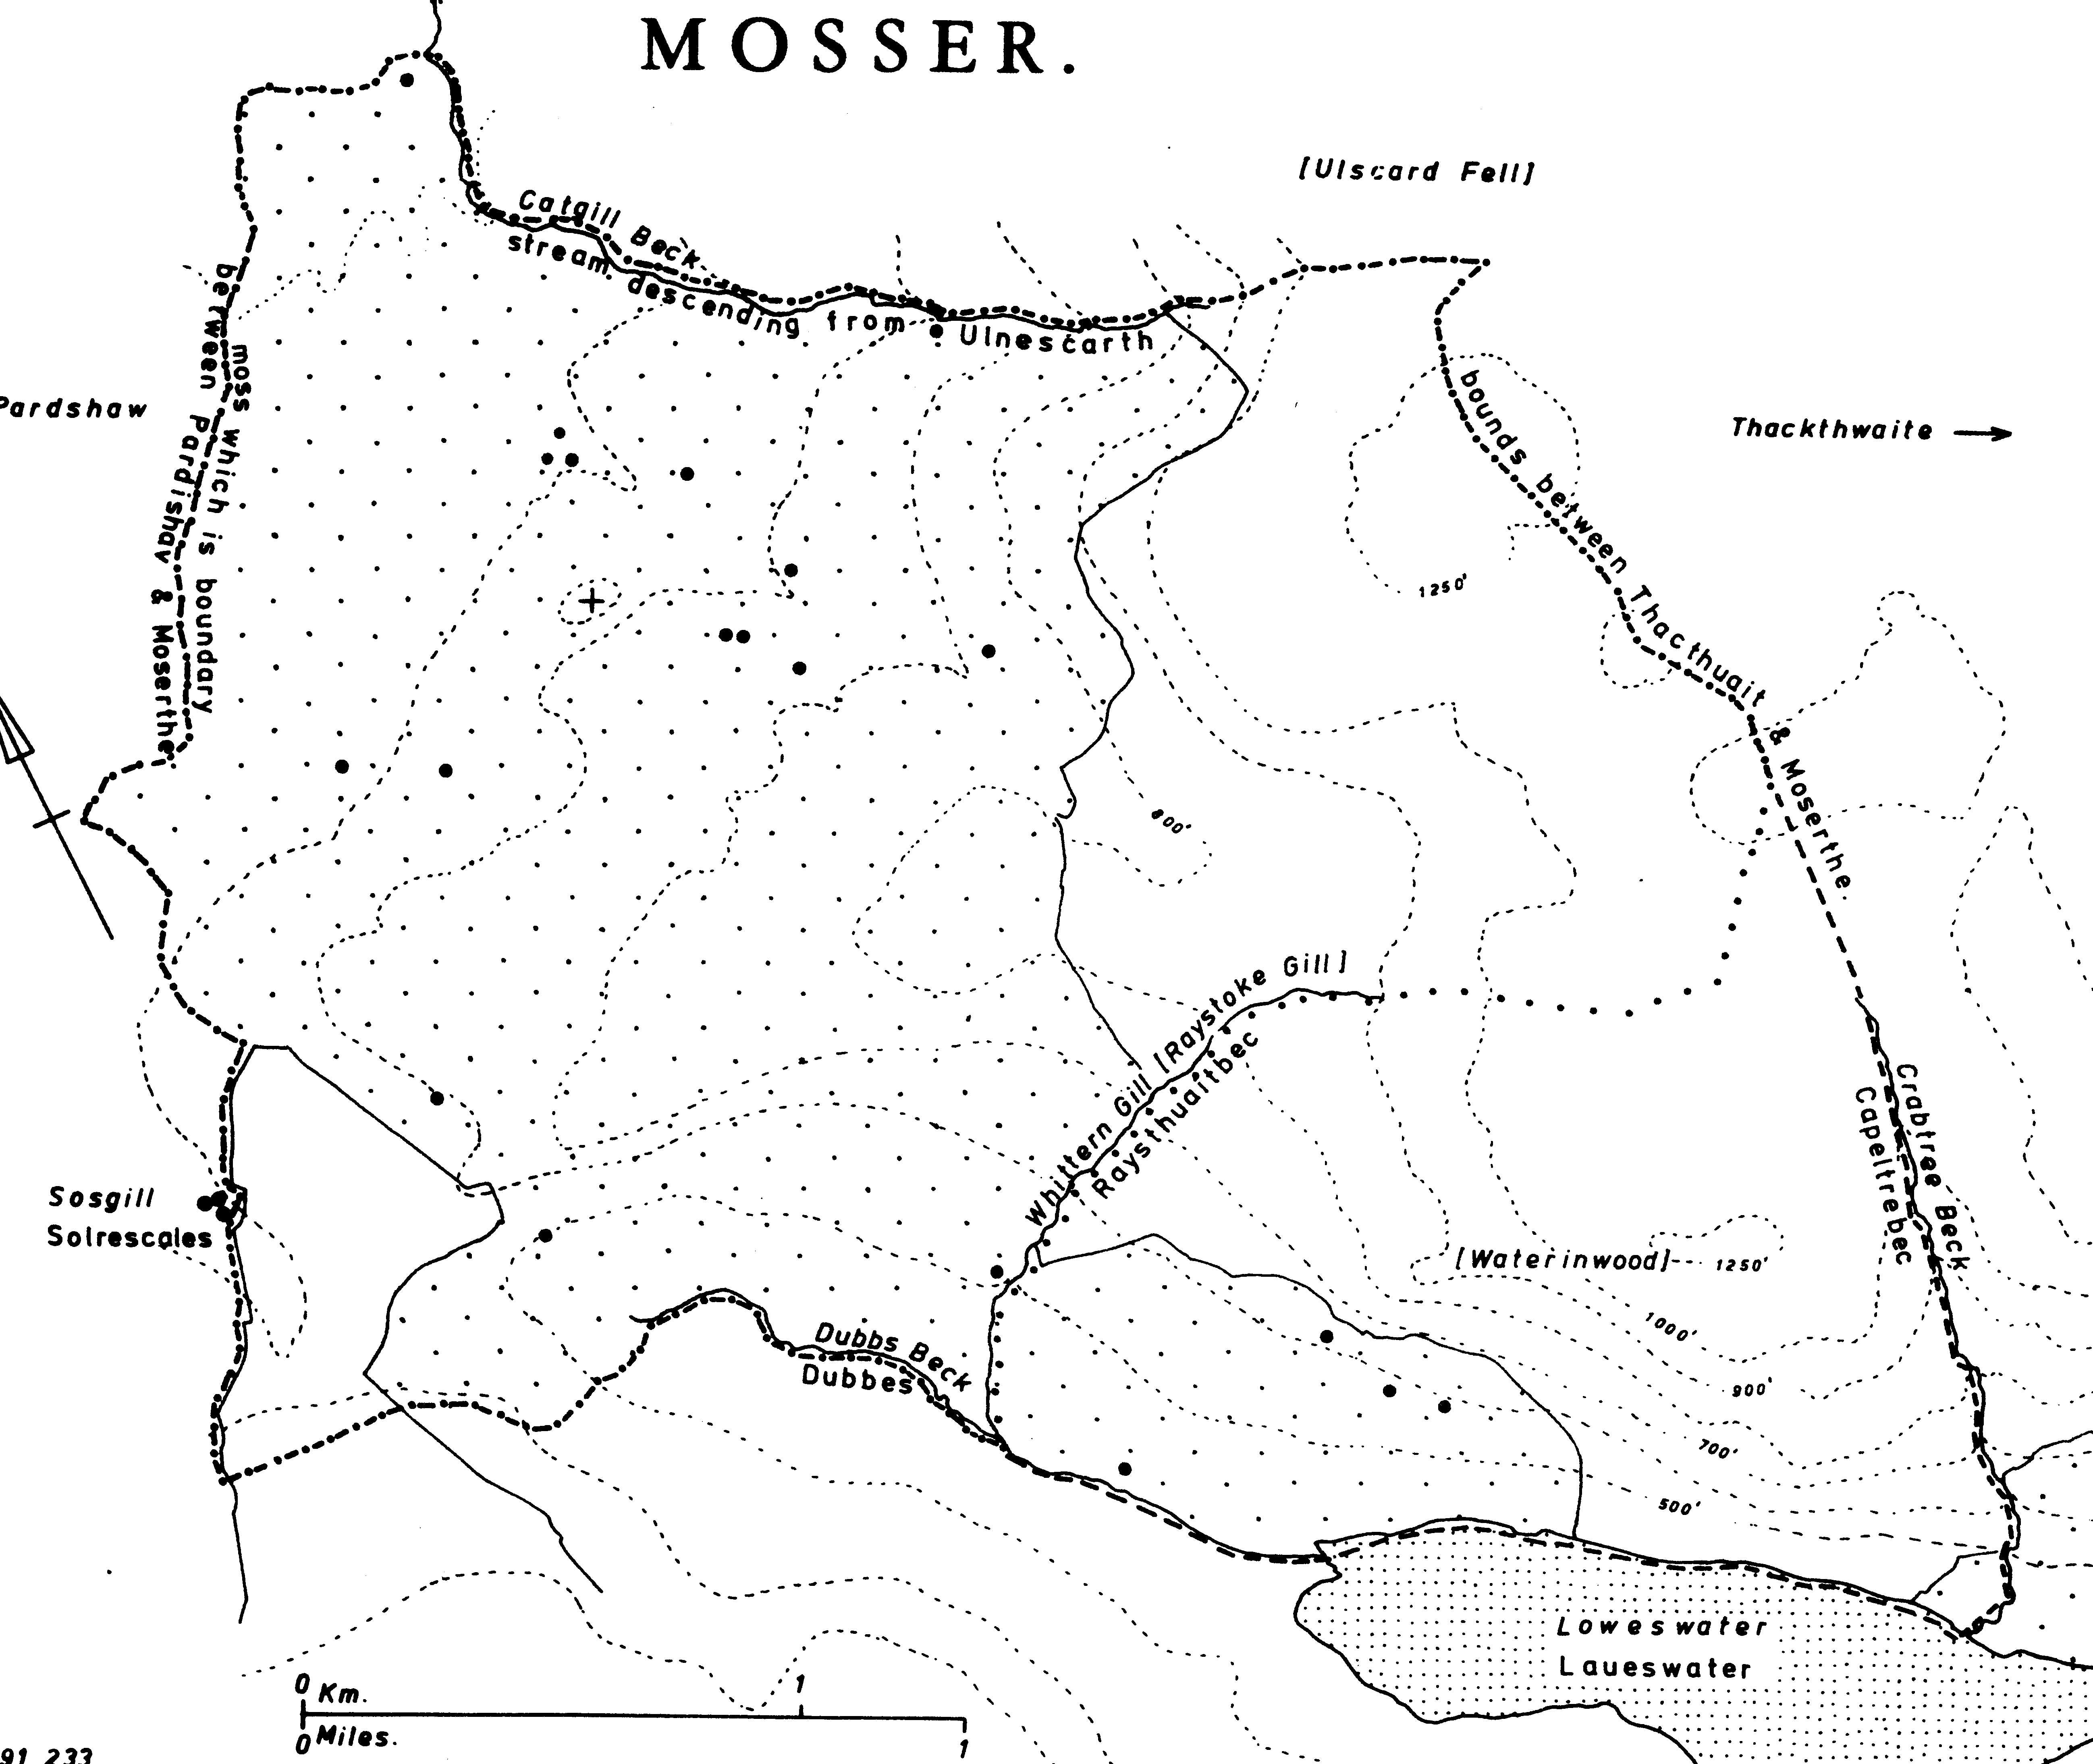 MOSSER.
[Ulscard Fell]
Catgill Beck
stream descending from Ulnescarth
Pardshaw
moss which is boundary
between Pardishav & Moserthe
Thackthwaite
bounds between Thacthuait & Moserthe.
1250'
800'
Whittern Gill [Raystoke Gill]
Raysthuaitbec
Crabtree Beck
Capeltrebec
Sosgill
Solrescales
[Waterinwood]
1250'
1000'
900'
700'
500'
Dubbs Beck
Dubbes
Loweswater
Laueswater
0 Km. 1
0 Miles. 1
91 233